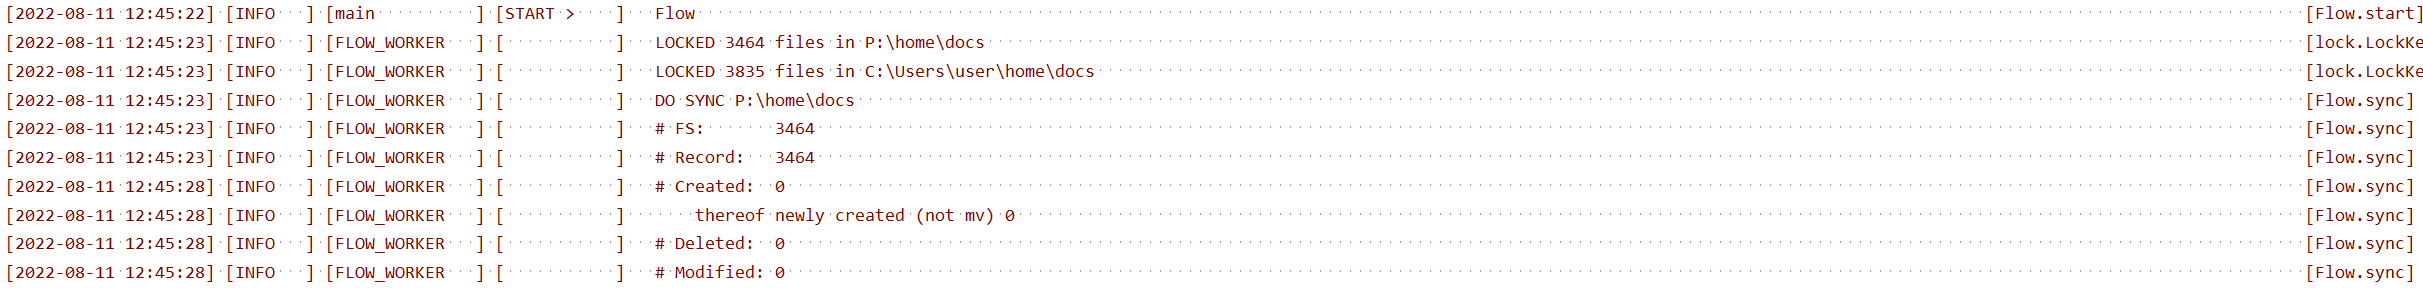 [2022-08-11 12:45:22] [INFO   ] [main          ] [START >    ]   Flow [Flow.start]
[2022-08-11 12:45:23] [INFO   ] [FLOW_WORKER   ] [           ]   LOCKED 3464 files in P:\home\docs [lock.LockKe
[2022-08-11 12:45:23] [INFO   ] [FLOW_WORKER   ] [           ]   LOCKED 3835 files in C:\Users\user\home\docs [lock.LockKe
[2022-08-11 12:45:23] [INFO   ] [FLOW_WORKER   ] [           ]   DO SYNC P:\home\docs [Flow.sync]
[2022-08-11 12:45:23] [INFO   ] [FLOW_WORKER   ] [           ]   # FS:       3464 [Flow.sync]
[2022-08-11 12:45:23] [INFO   ] [FLOW_WORKER   ] [           ]   # Record:   3464 [Flow.sync]
[2022-08-11 12:45:28] [INFO   ] [FLOW_WORKER   ] [           ]   # Created:  0 [Flow.sync]
[2022-08-11 12:45:28] [INFO   ] [FLOW_WORKER   ] [           ]       thereof newly created (not mv) 0 [Flow.sync]
[2022-08-11 12:45:28] [INFO   ] [FLOW_WORKER   ] [           ]   # Deleted:  0 [Flow.sync]
[2022-08-11 12:45:28] [INFO   ] [FLOW_WORKER   ] [           ]   # Modified: 0 [Flow.sync]